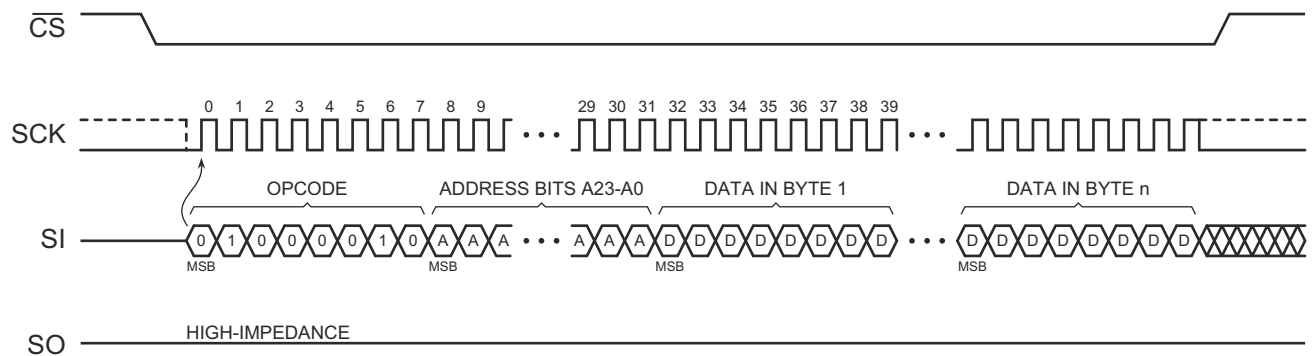 CS
0 1 2 3 4 5 6 7 8 9 29 30 31 32 33 34 35 36 37 38 39
SCK
OPCODE ADDRESS BITS A23-A0 DATA IN BYTE 1 DATA IN BYTE n
SI 0 1 0 0 0 0 1 0 A A A A A A D D D D D D D D D D D D D D D D
MSB MSB MSB MSB
HIGH-IMPEDANCE
SO